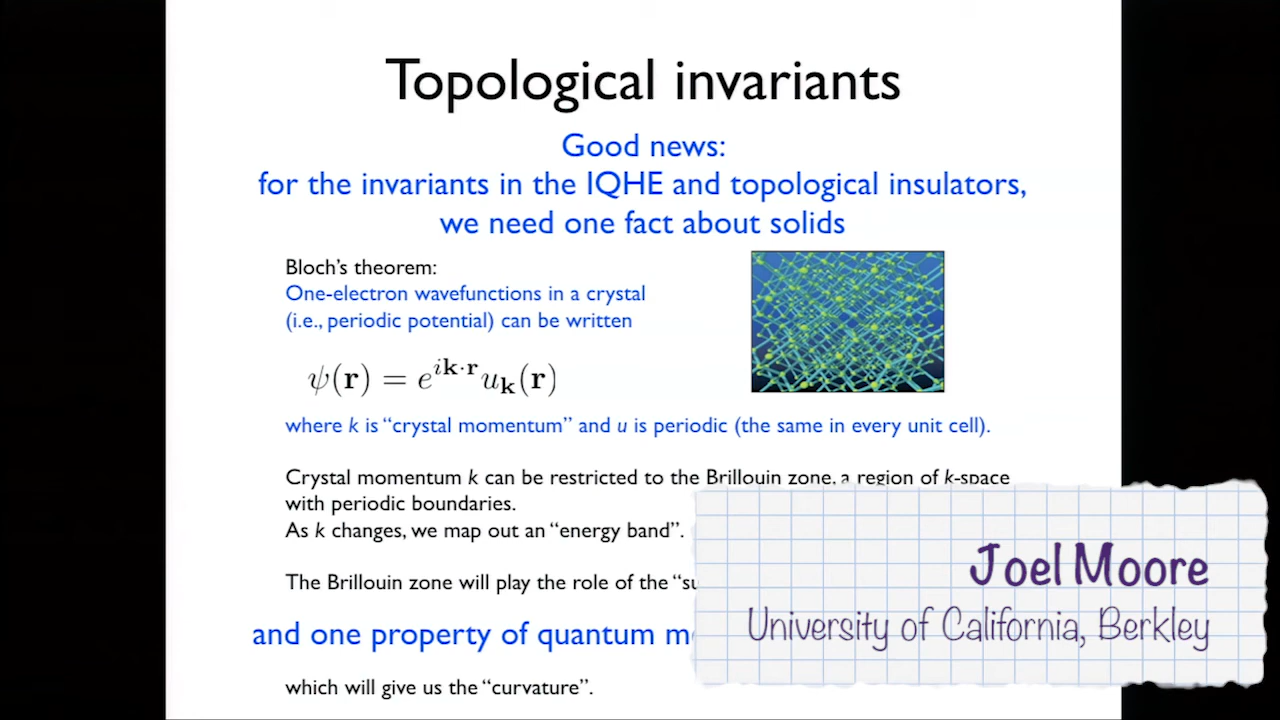 Topological invariants
Good news:
for the invariants in the IQHE and topological insulators,
we need one fact about solids
Bloch's theorem:
One-electron wavefunctions in a crystal
(i.e., periodic potential) can be written
ψ(𝐫) = e^{i𝐤·𝐫} u_𝐤(𝐫)
where k is “crystal momentum” and u is periodic (the same in every unit cell).
Crystal momentum k can be restricted to the Brillouin zone, a region of k-space
with periodic boundaries.
As k changes, we map out an “energy band”.
The Brillouin zone will play the role of the
and one property of quantum
which will give us the “curvature”.
Joel Moore
University of California, Berkley